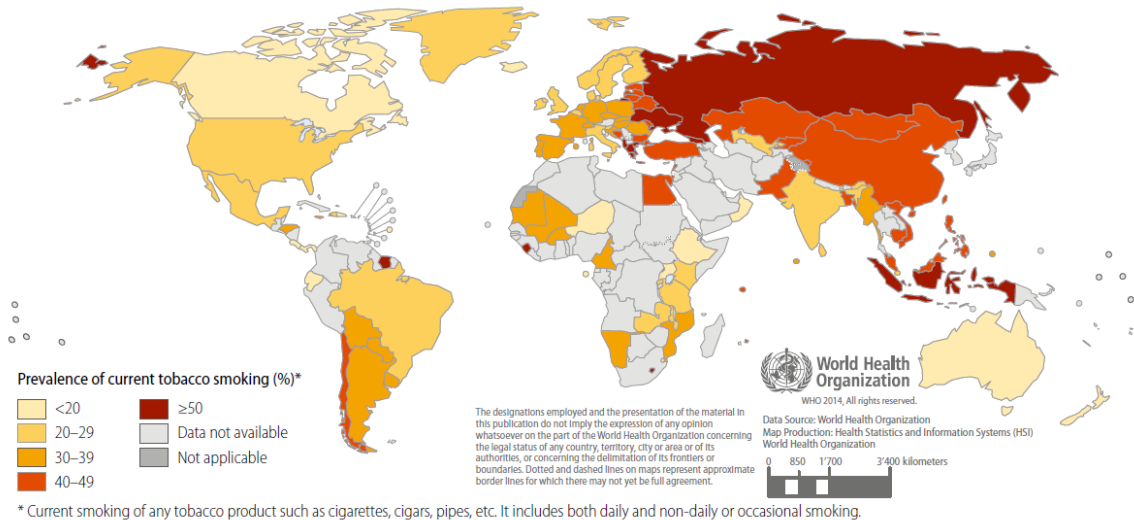 Prevalence of current tobacco smoking (%)*
<20
20–29
30–39
40–49
≥50
Data not available
Not applicable
The designations employed and the presentation of the material in
this publication do not imply the expression of any opinion
whatsoever on the part of the World Health Organization concerning
the legal status of any country, territory, city or area or of its
authorities, or concerning the delimitation of its frontiers or
boundaries. Dotted and dashed lines on maps represent approximate
border lines for which there may not yet be full agreement.
World Health
Organization
WHO 2014, All rights reserved.
Data Source: World Health Organization
Map Production: Health Statistics and Information Systems (HSI)
World Health Organization
0 850 1'700 3'400 kilometers
* Current smoking of any tobacco product such as cigarettes, cigars, pipes, etc. It includes both daily and non-daily or occasional smoking.